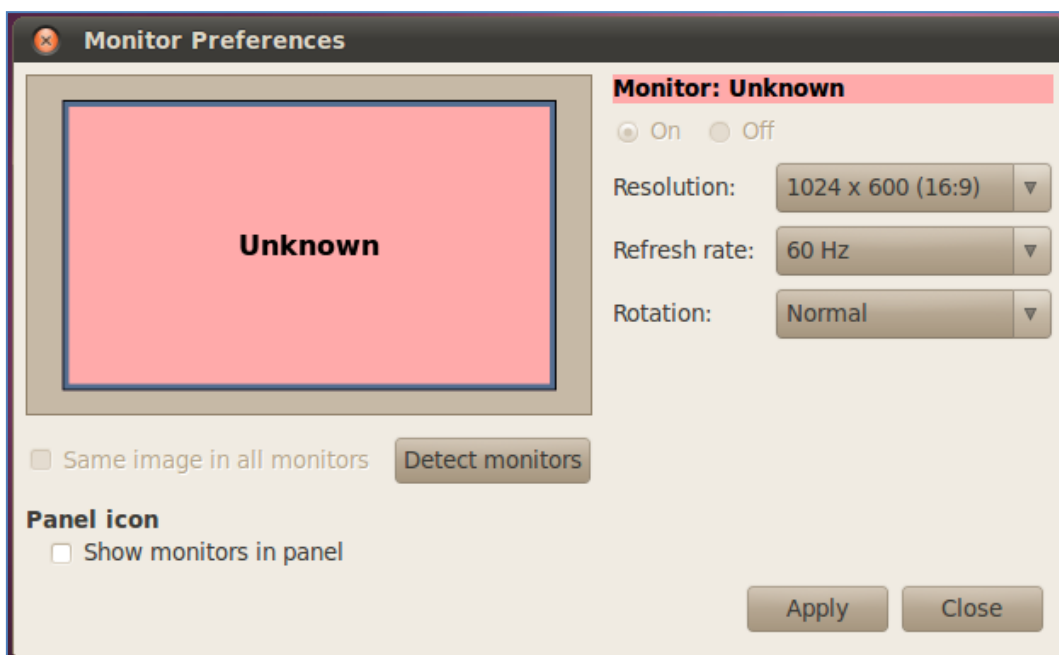 Monitor Preferences
Unknown
Same image in all monitors
Detect monitors
Panel icon
Show monitors in panel
Monitor: Unknown
On Off
Resolution: 1024 x 600 (16:9)
Refresh rate: 60 Hz
Rotation: Normal
Apply Close